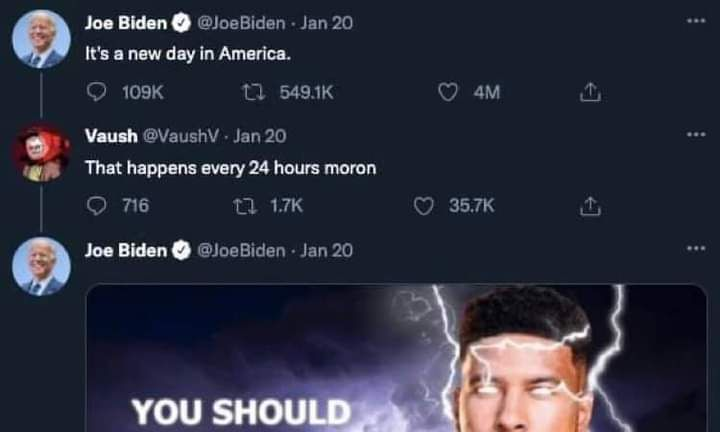 Joe Biden @JoeBiden · Jan 20
It's a new day in America.
109K 549.1K 4M
Vaush @VaushV · Jan 20
That happens every 24 hours moron
716 1.7K 35.7K
Joe Biden @JoeBiden · Jan 20
YOU SHOULD